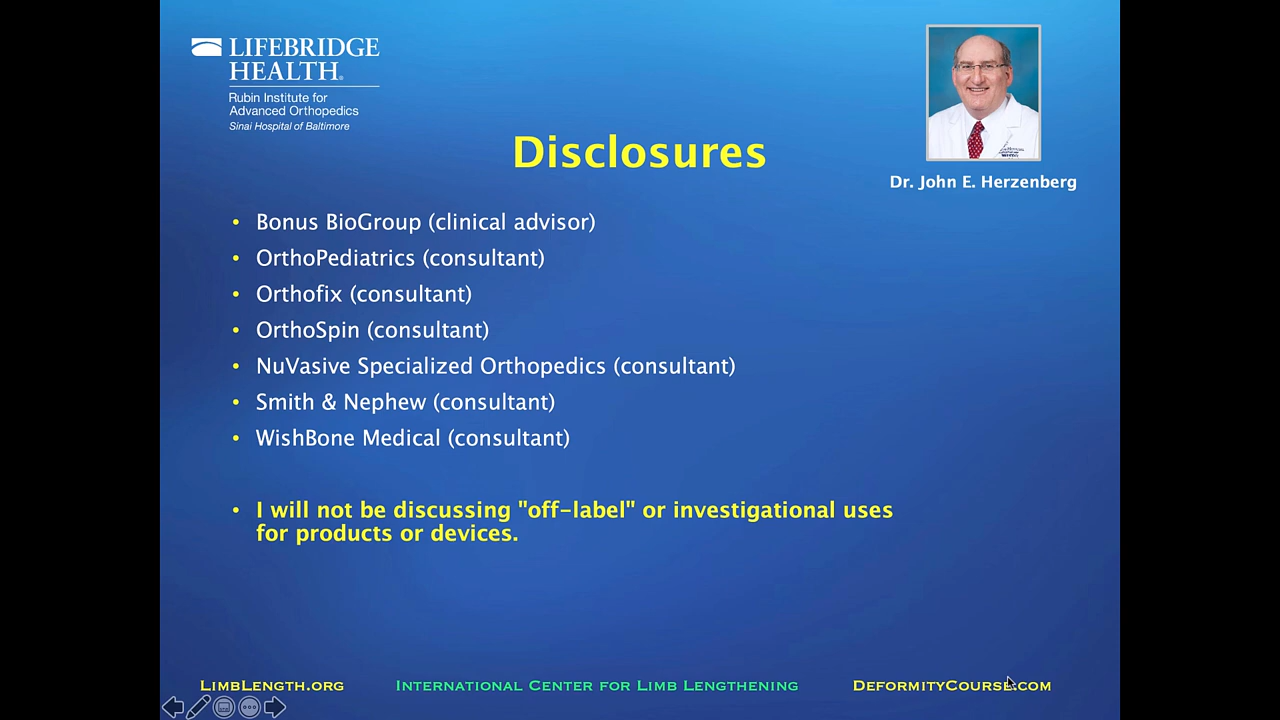 LIFEBRIDGE
HEALTH®
Rubin Institute for
Advanced Orthopedics
Sinai Hospital of Baltimore
Disclosures
Dr. John E. Herzenberg
• Bonus BioGroup (clinical advisor)
• OrthoPediatrics (consultant)
• Orthofix (consultant)
• OrthoSpin (consultant)
• NuVasive Specialized Orthopedics (consultant)
• Smith & Nephew (consultant)
• WishBone Medical (consultant)
• I will not be discussing "off-label" or investigational uses
for products or devices.
LimbLength.org
International Center for Limb Lengthening
DeformityCourse.com